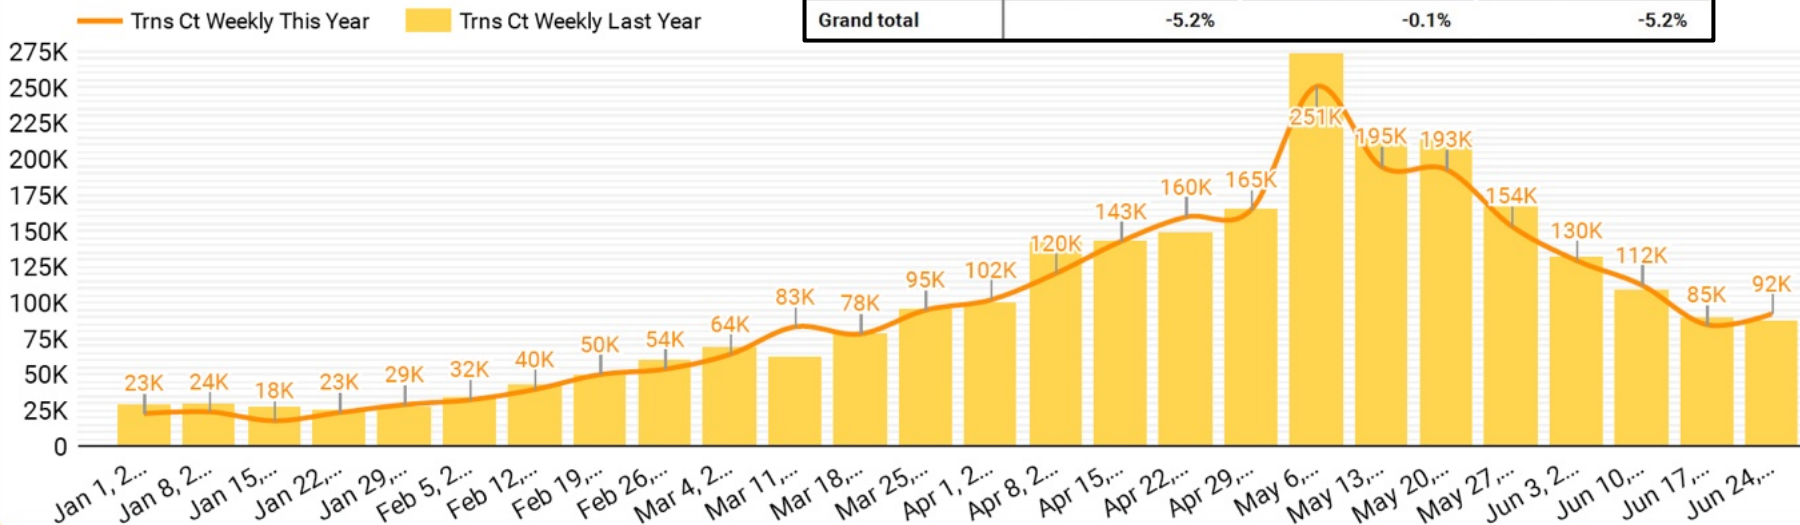 Trns Ct Weekly This Year Trns Ct Weekly Last Year
Grand total -5.2% -0.1% -5.2%
275K
250K
225K
200K
175K
150K
125K
100K
75K
50K
25K
0
23K 24K 18K 23K 29K 32K 40K 50K 54K 64K 83K 78K 95K 102K 120K 143K 160K 165K 251K 195K 193K 154K 130K 112K 85K 92K
Jan 1, 2... Jan 8, 2... Jan 15,... Jan 22,... Jan 29,... Feb 5, 2... Feb 12,... Feb 19,... Feb 26,... Mar 4, 2... Mar 11,... Mar 18,... Mar 25,... Apr 1, 2... Apr 8, 2... Apr 15,... Apr 22,... Apr 29,... May 6,... May 13,... May 20,... May 27,... Jun 3, 2... Jun 10,... Jun 17,... Jun 24,...